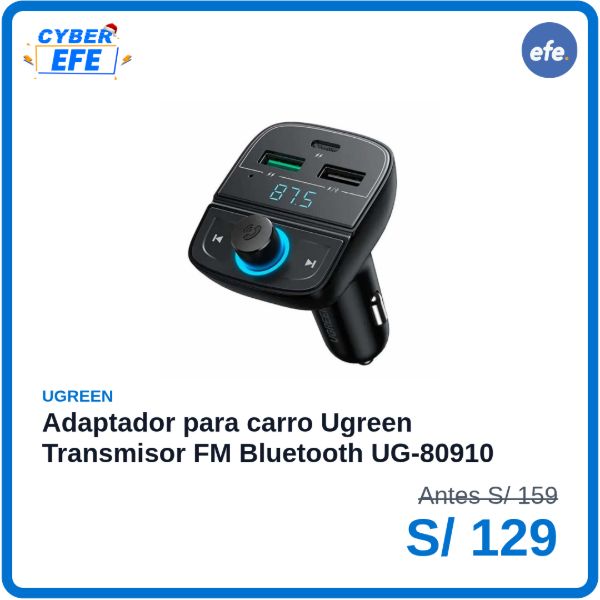 CYBER
EFE
efe.
87.5
UGREEN
Adaptador para carro Ugreen
Transmisor FM Bluetooth UG-80910
Antes S/ 159
S/ 129